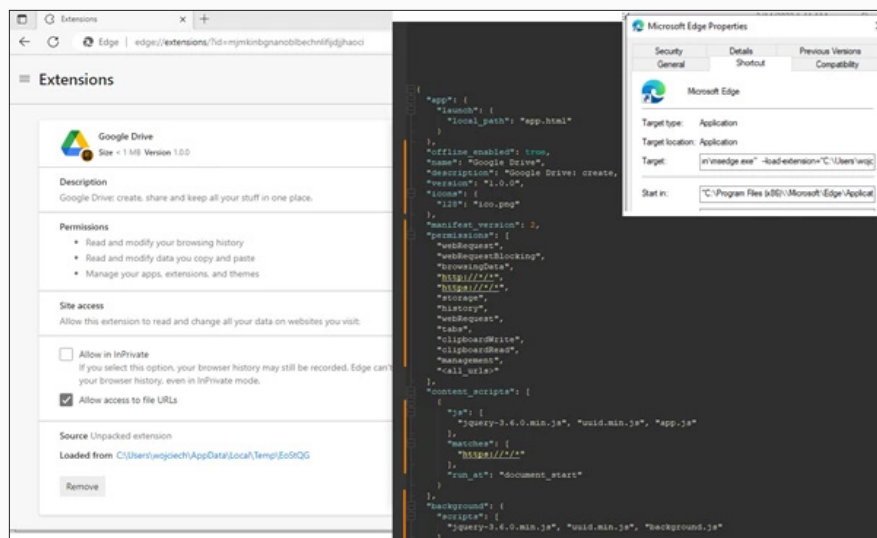 Extensions
Edge | edge://extensions/?id=mjmkinbgnanoblbechnlifijdjjhaoci
Extensions
Google Drive
Size < 1 MB Version 1.0.0
Description
Google Drive: create, share and keep all your stuff in one place.
Permissions
Read and modify your browsing history
Read and modify data you copy and paste
Manage your apps, extensions, and themes
Site access
Allow this extension to read and change all your data on websites you visit:
Allow in InPrivate
If you select this option, your browser history may still be recorded. Edge can't
your browser history, even in InPrivate mode.
Allow access to file URLs
Source Unpacked extension
Loaded from C:\Users\wojciech\AppData\Local\Temp\EoStQG
Remove
{
"app": {
"launch": {
"local_path": "app.html"
}
},
"offline_enabled": true,
"name": "Google Drive",
"description": "Google Drive: create,
"version": "1.0.0",
"icons": {
"128": "ico.png"
},
"manifest_version": 2,
"permissions": [
"webRequest",
"webRequestBlocking",
"browsingData",
"http://*/*",
"https://*/*",
"storage",
"history",
"webRequest",
"tabs",
"clipboardWrite",
"clipboardRead",
"management",
"<all_urls>"
],
"content_scripts": [
{
"js": [
"jquery-3.6.0.min.js", "uuid.min.js", "app.js"
],
"matches": [
"https://*/*"
],
"run_at": "document_start"
}
],
"background": {
"scripts": [
"jquery-3.6.0.min.js", "uuid.min.js", "background.js"
]
Microsoft Edge Properties
Security Details Previous Versions
General Shortcut Compatibility
Microsoft Edge
Target type: Application
Target location: Application
Target: in\msedge.exe" --load-extension="C:\Users\wojc
Start in: "C:\Program Files (x86)\\Microsoft\Edge\Applicat